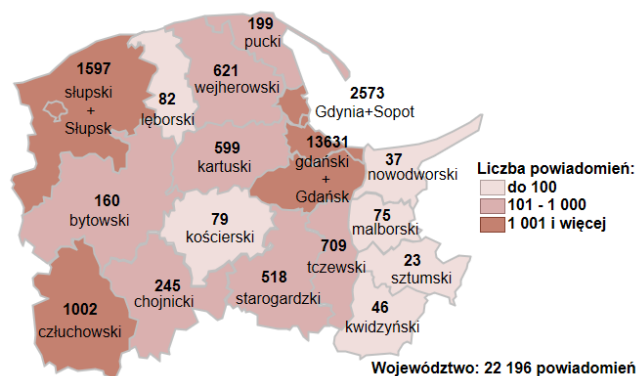 199
pucki
1597
słupski
+
Słupsk
82
lęborski
621
wejherowski
2573
Gdynia+Sopot
599
kartuski
13631
gdański
+
Gdańsk
37
nowodworski
160
bytowski
79
kościerski
75
malborski
709
tczewski
23
sztumski
1002
człuchowski
245
chojnicki
518
starogardzki
46
kwidzyński
Liczba powiadomień:
do 100
101 - 1 000
1 001 i więcej
Województwo: 22 196 powiadomień